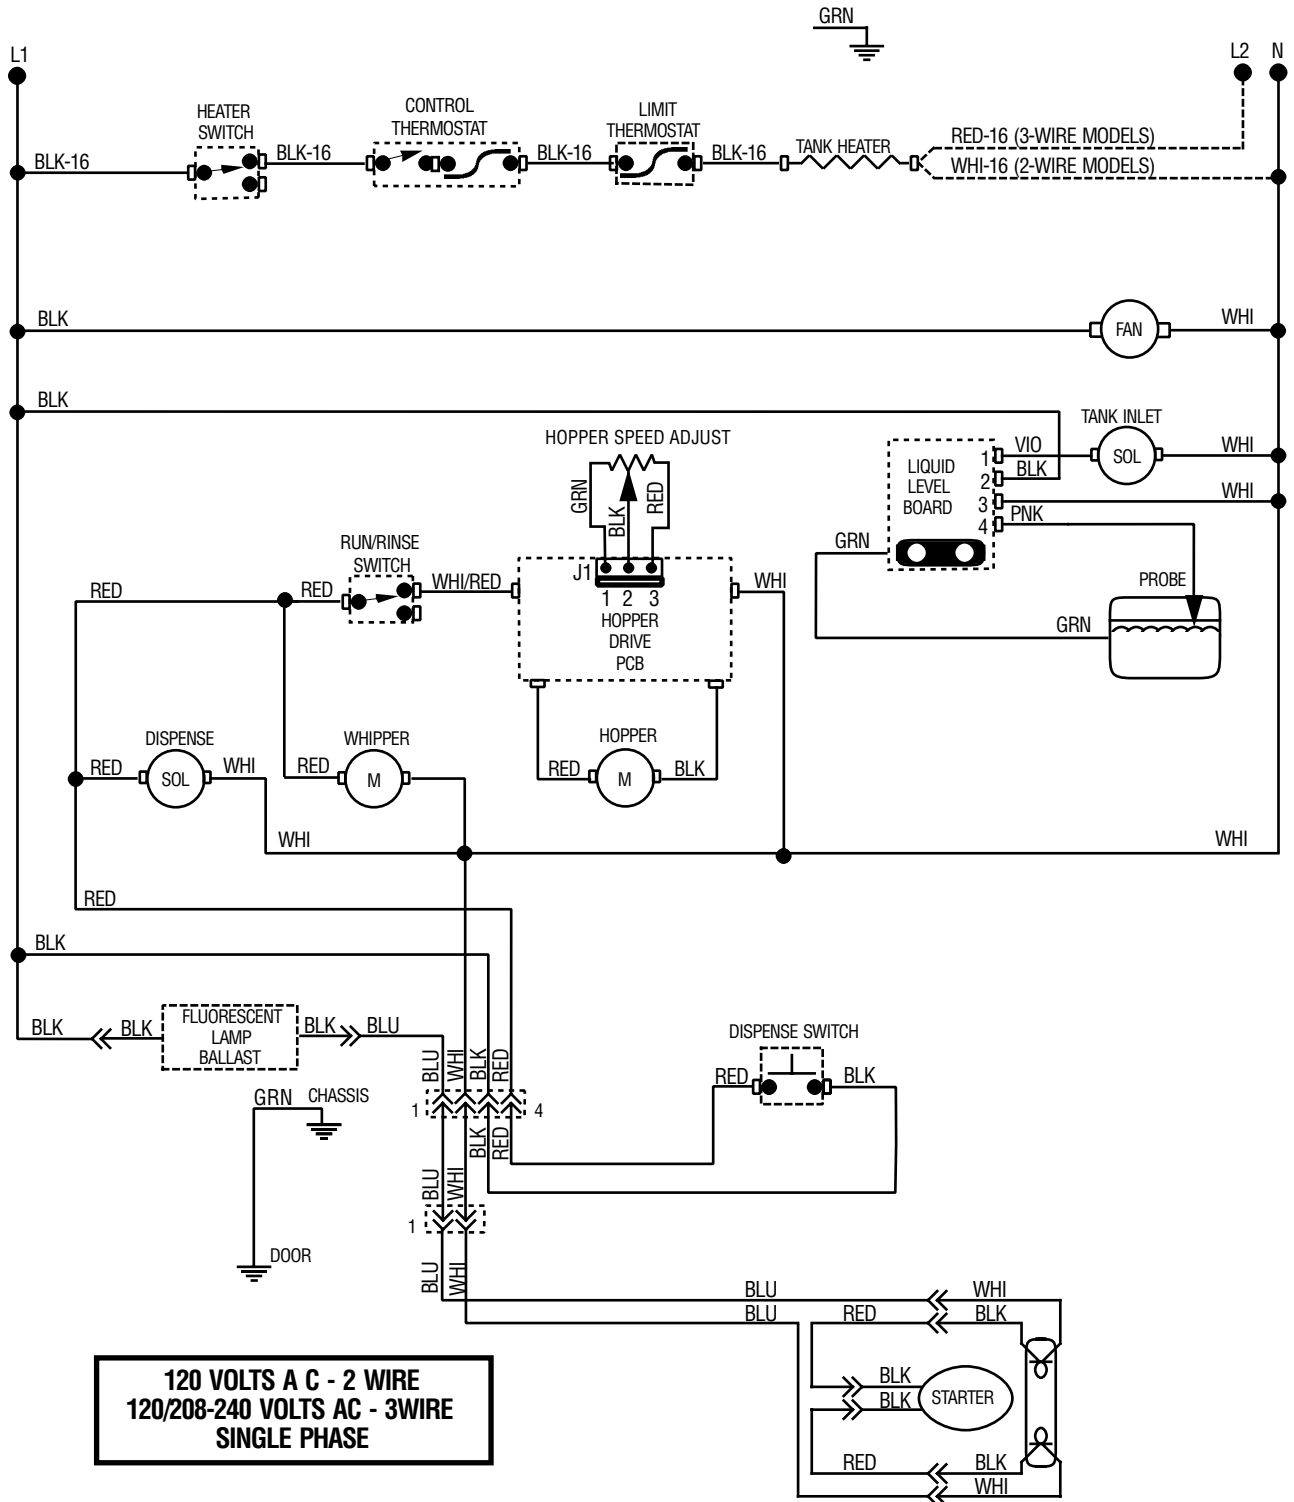 GRN
L1
L2 N
HEATER
SWITCH
CONTROL
THERMOSTAT
LIMIT
THERMOSTAT
TANK HEATER
RED-16 (3-WIRE MODELS)
WHI-16 (2-WIRE MODELS)
BLK-16
BLK-16
BLK-16
BLK-16
BLK
FAN
WHI
BLK
TANK INLET
HOPPER SPEED ADJUST
LIQUID
LEVEL
BOARD
1
2
3
4
VIO
BLK
SOL
WHI
WHI
PNK
GRN
BLK
RED
RUN/RINSE
SWITCH
J1
GRN
PROBE
RED
RED
WHI/RED
1 2 3
HOPPER
DRIVE
PCB
WHI
GRN
DISPENSE
WHIPPER
HOPPER
RED
SOL
WHI
RED
M
RED
M
BLK
WHI
WHI
RED
BLK
BLK
BLK
FLUORESCENT
LAMP
BALLAST
BLK
BLU
DISPENSE SWITCH
BLU
WHI
BLK
RED
RED
BLK
GRN
CHASSIS
1
4
BLK
RED
BLU
WHI
1
DOOR
BLU
WHI
BLU
WHI
BLU
RED
BLK
BLK
BLK
STARTER
RED
BLK
WHI
120 VOLTS A C - 2 WIRE
120/208-240 VOLTS AC - 3WIRE
SINGLE PHASE